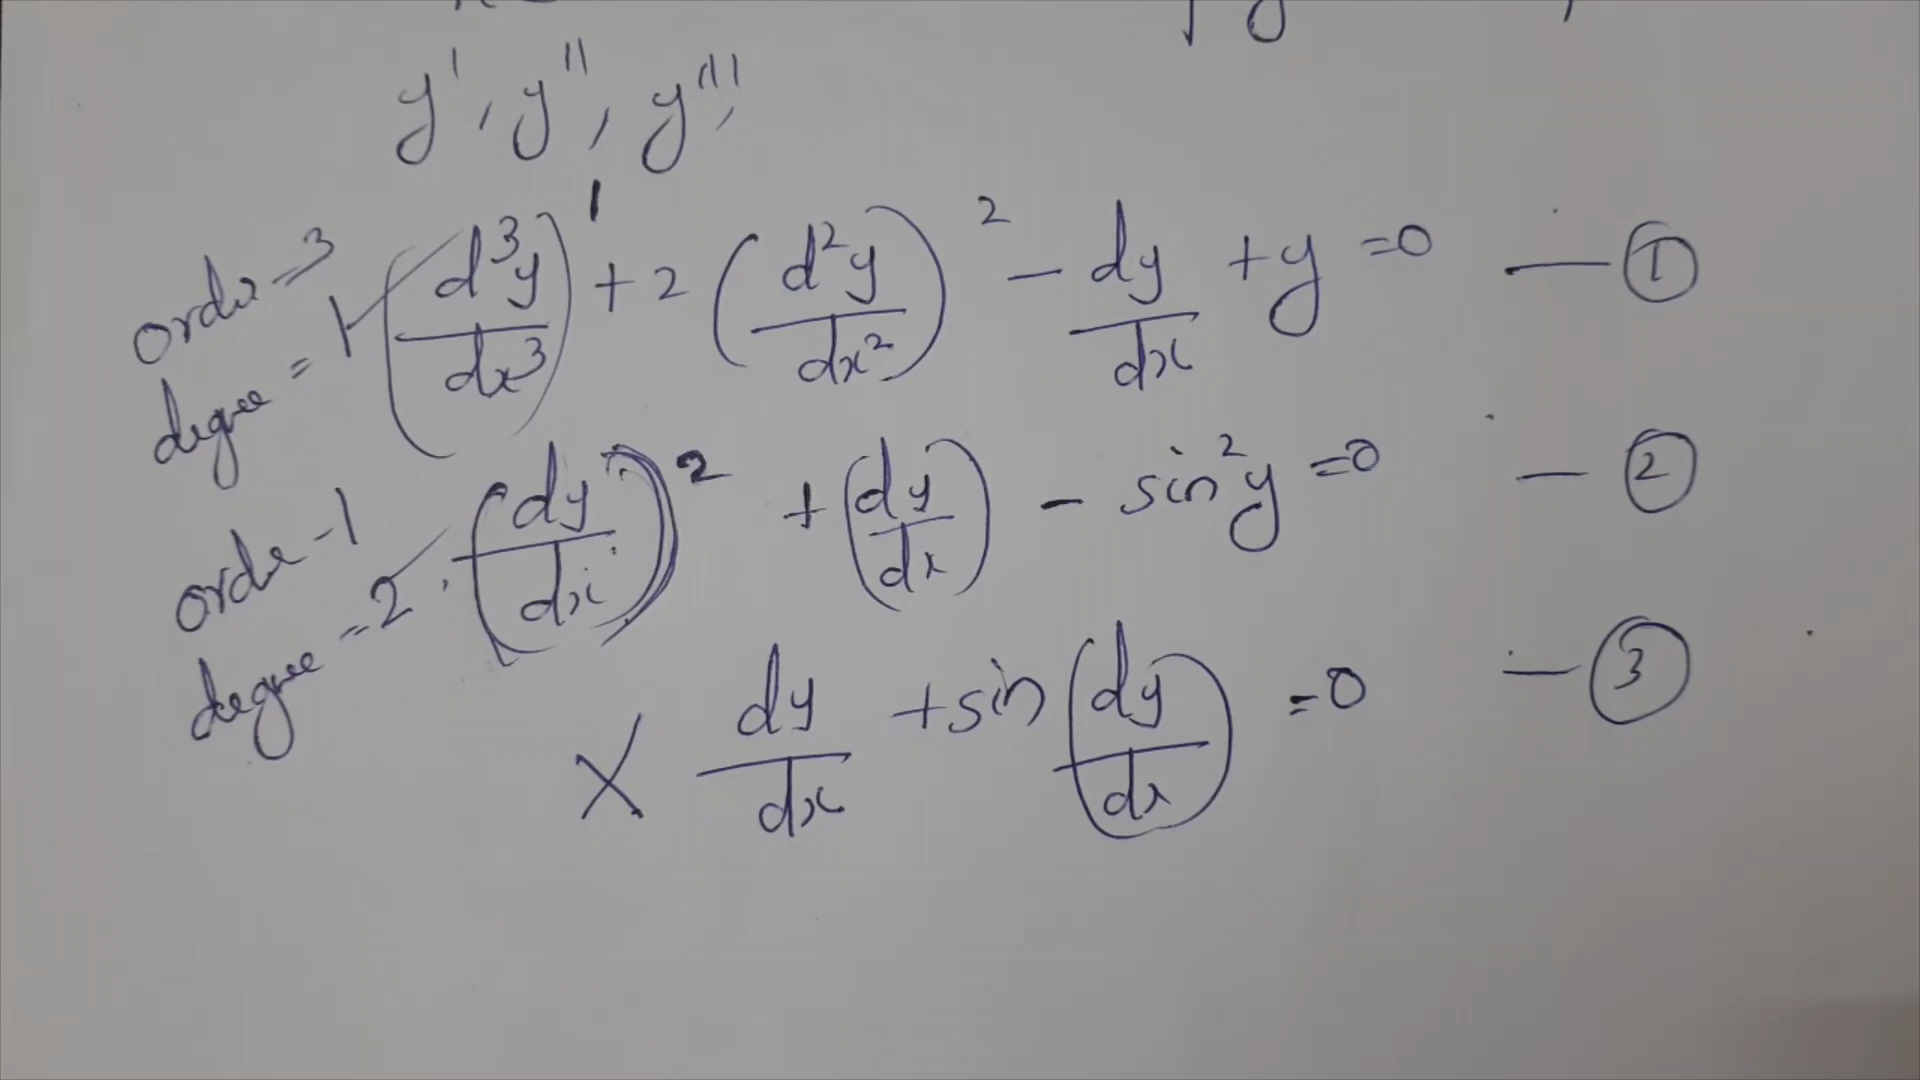 y', y'', y''',
order - 3
degree = 1 (d³y/dx³)¹ + 2 (d²y/dx²)² - dy/dx + y = 0 — ①
order - 1
degree = 2 (dy/dx)² + (dy/dx) - sin²y = 0 — ②
X dy/dx + sin (dy/dx) = 0 — ③